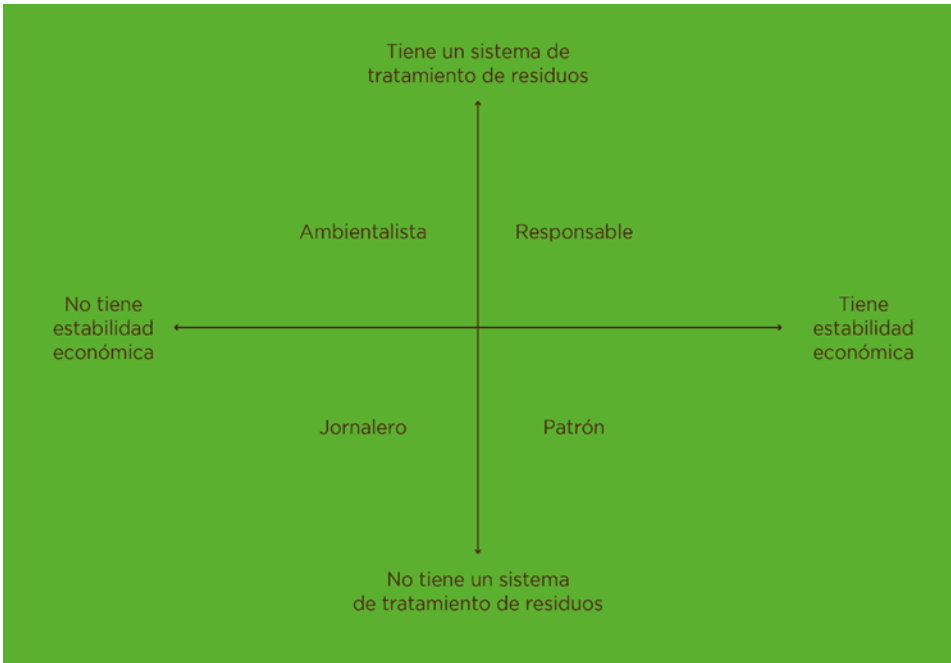 Tiene un sistema de
tratamiento de residuos
Ambientalista
Responsable
No tiene
estabilidad
económica
Tiene
estabilidad
económica
Jornalero
Patrón
No tiene un sistema
de tratamiento de residuos